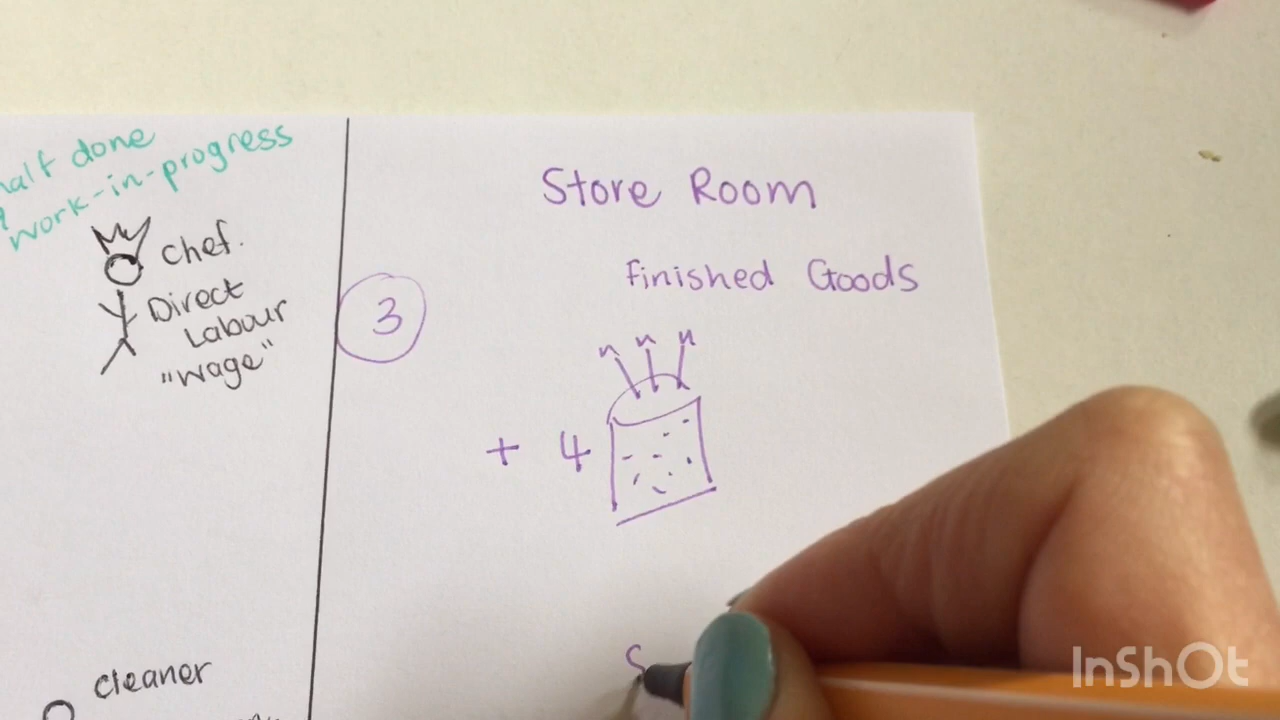 half done
work-in-progress
chef.
Direct
Labour
"wage"
cleaner
3
Store Room
Finished Goods
n n n
+ 4
S
InShOt